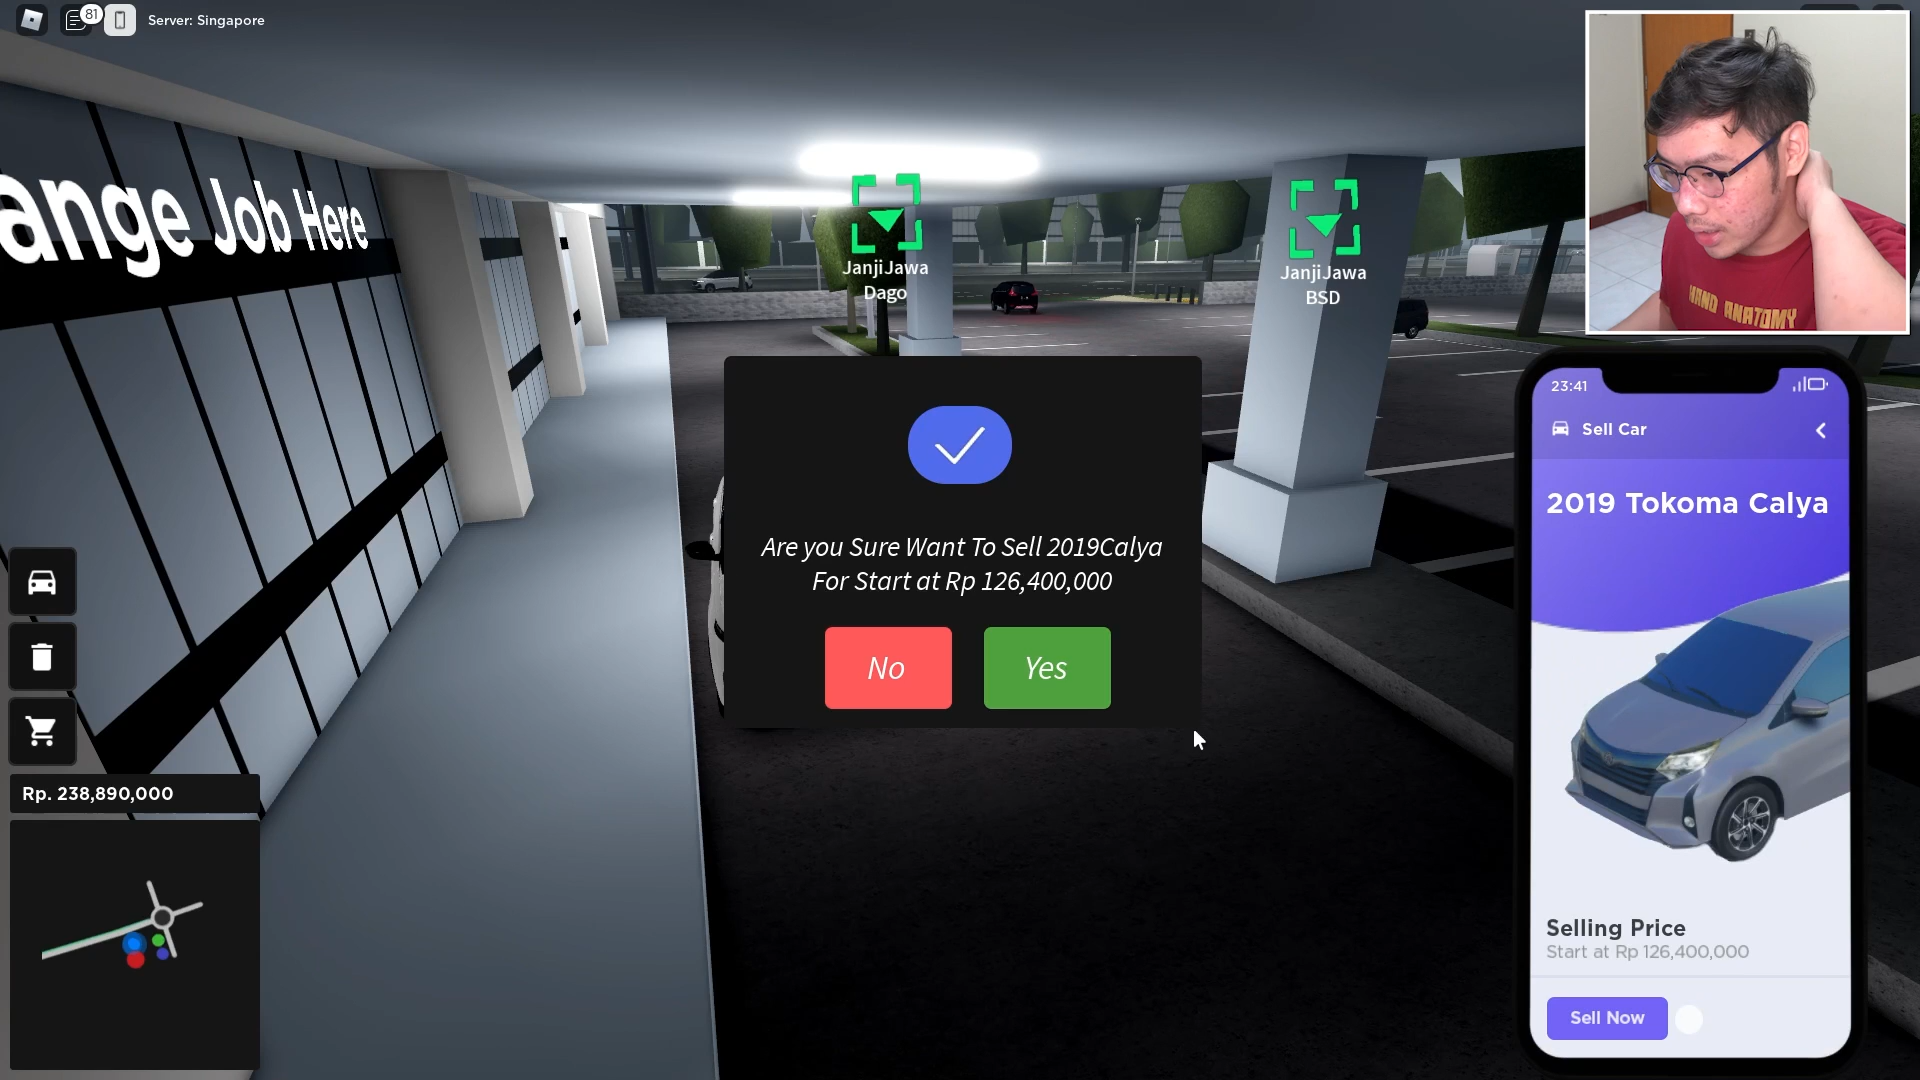 81
Server: Singapore
ange Job Here
JanjiJawa
Dago
JanjiJawa
BSD
HAND ANATOMY
23:41
Sell Car
2019 Tokoma Calya
Are you Sure Want To Sell 2019Calya
For Start at Rp 126,400,000
No
Yes
Rp. 238,890,000
Selling Price
Start at Rp 126,400,000
Sell Now